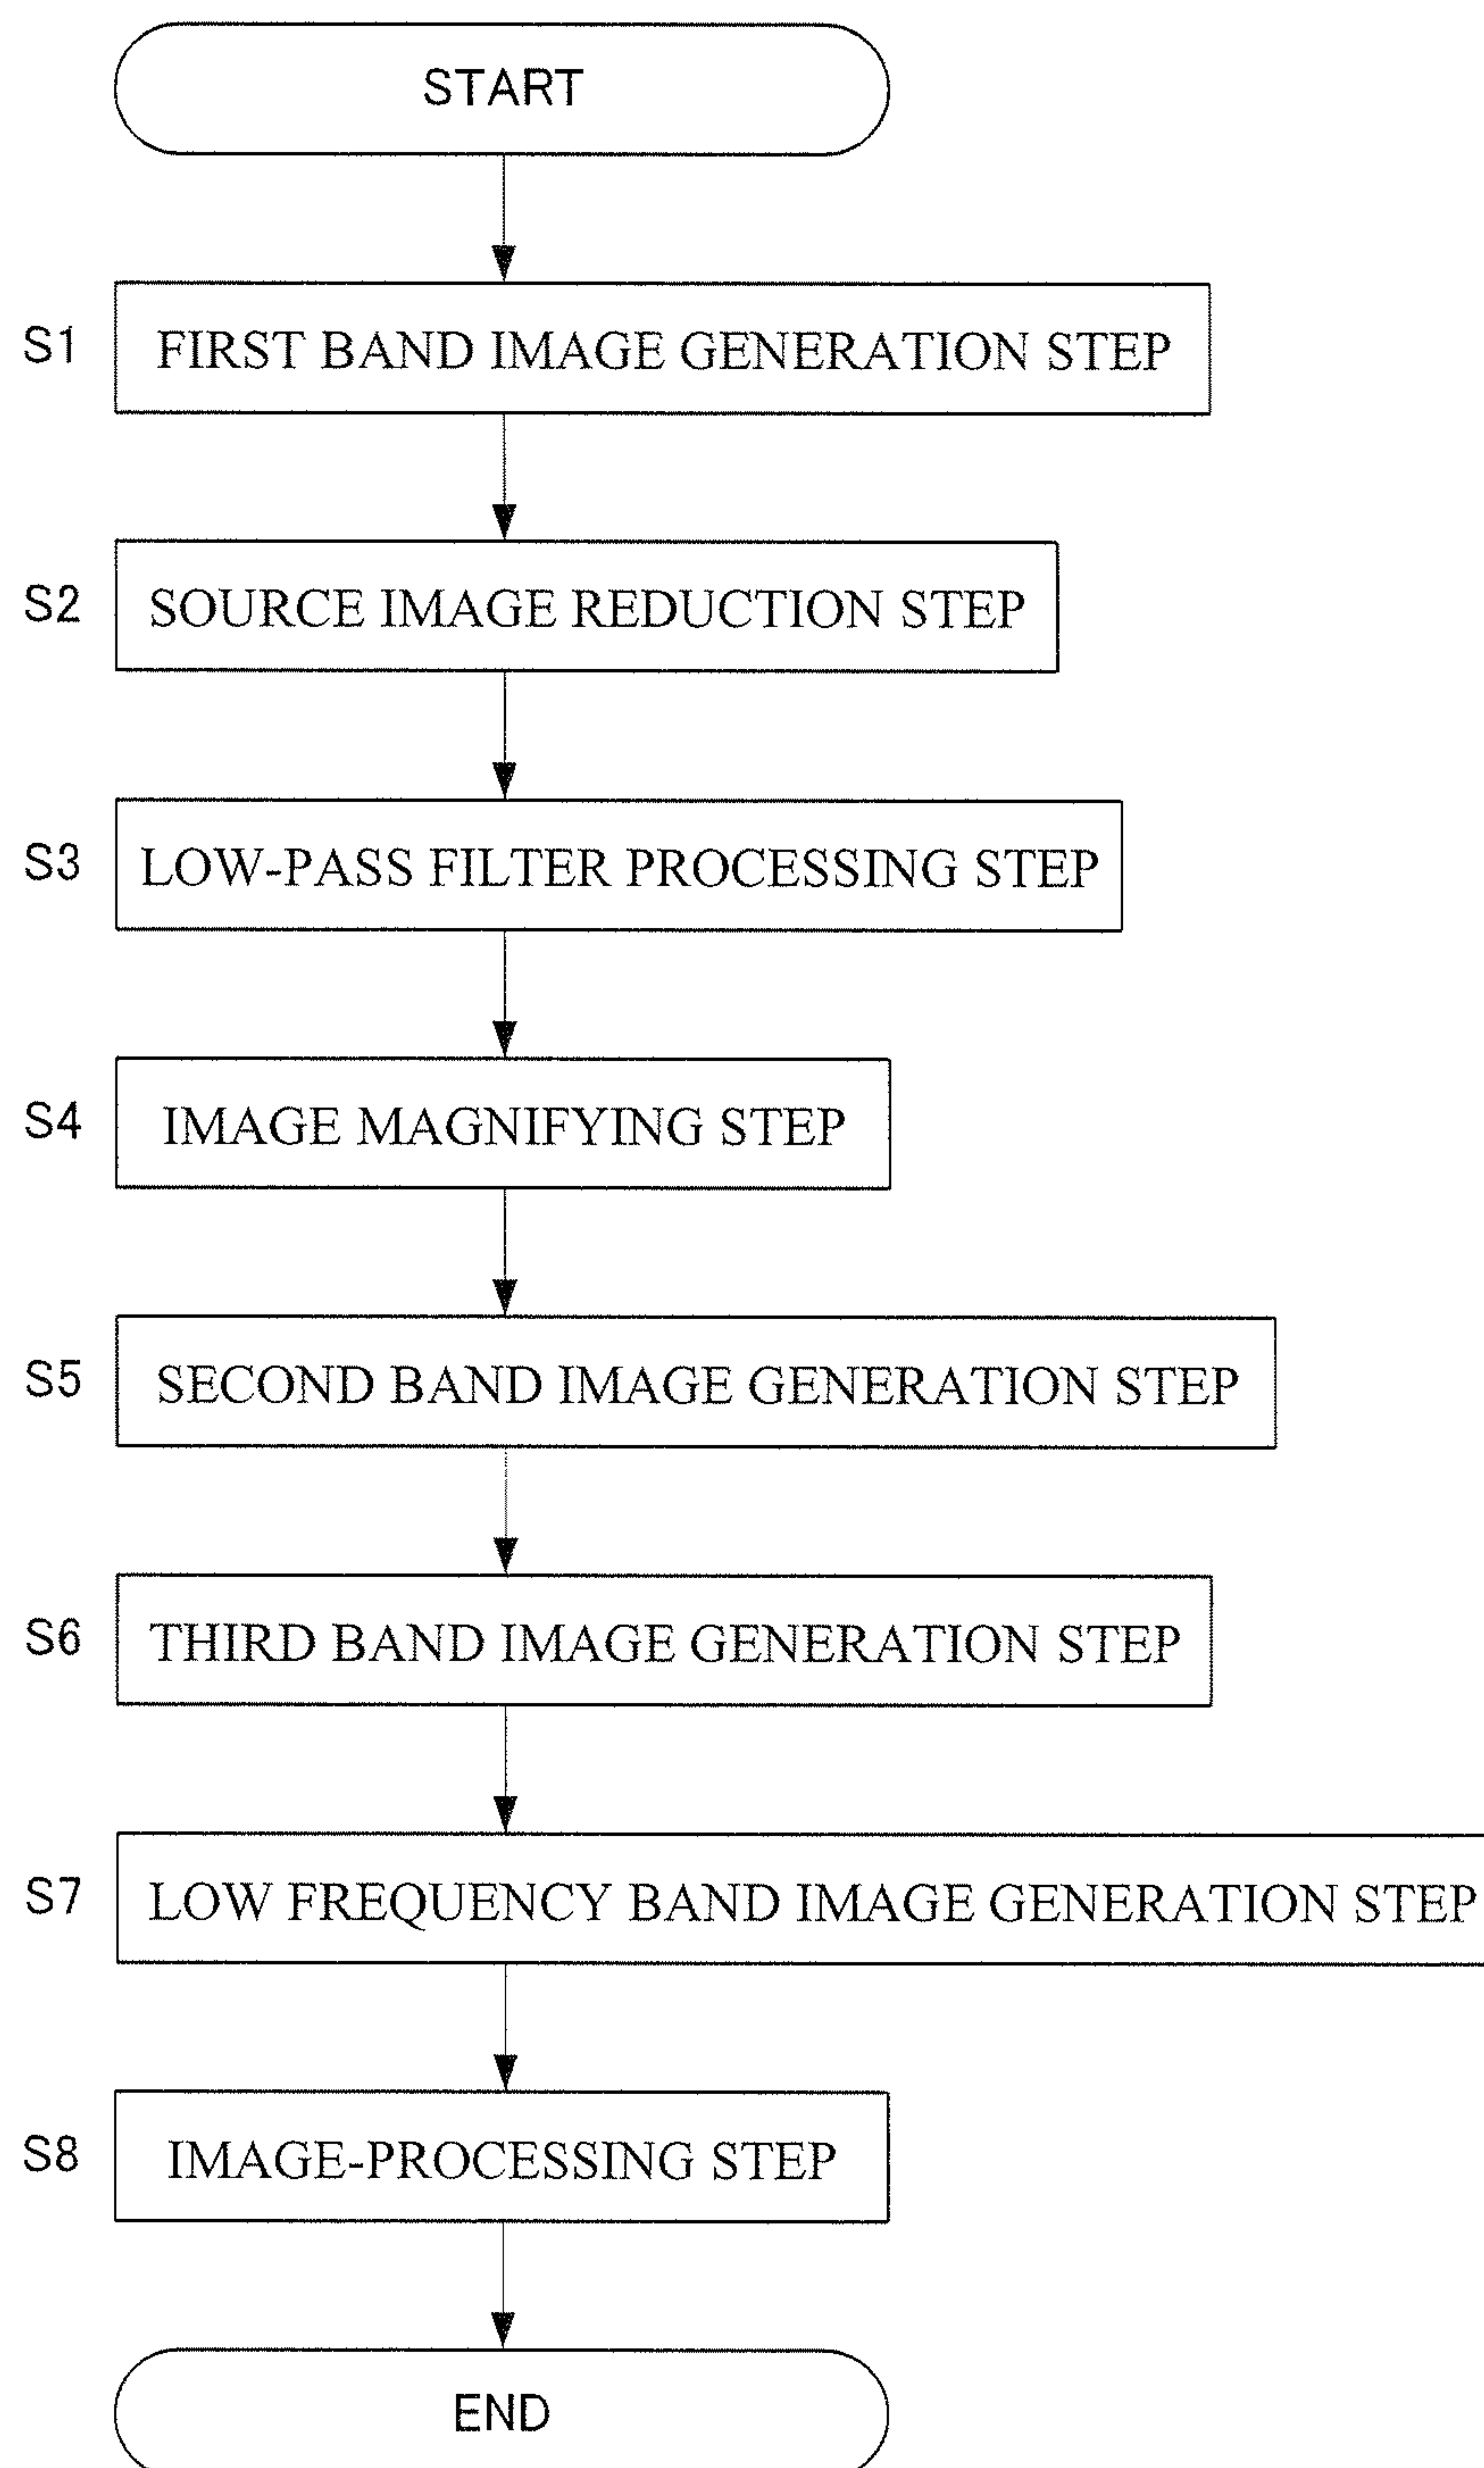 START
S1 FIRST BAND IMAGE GENERATION STEP
S2 SOURCE IMAGE REDUCTION STEP
S3 LOW-PASS FILTER PROCESSING STEP
S4 IMAGE MAGNIFYING STEP
S5 SECOND BAND IMAGE GENERATION STEP
S6 THIRD BAND IMAGE GENERATION STEP
S7 LOW FREQUENCY BAND IMAGE GENERATION STEP
S8 IMAGE-PROCESSING STEP
END